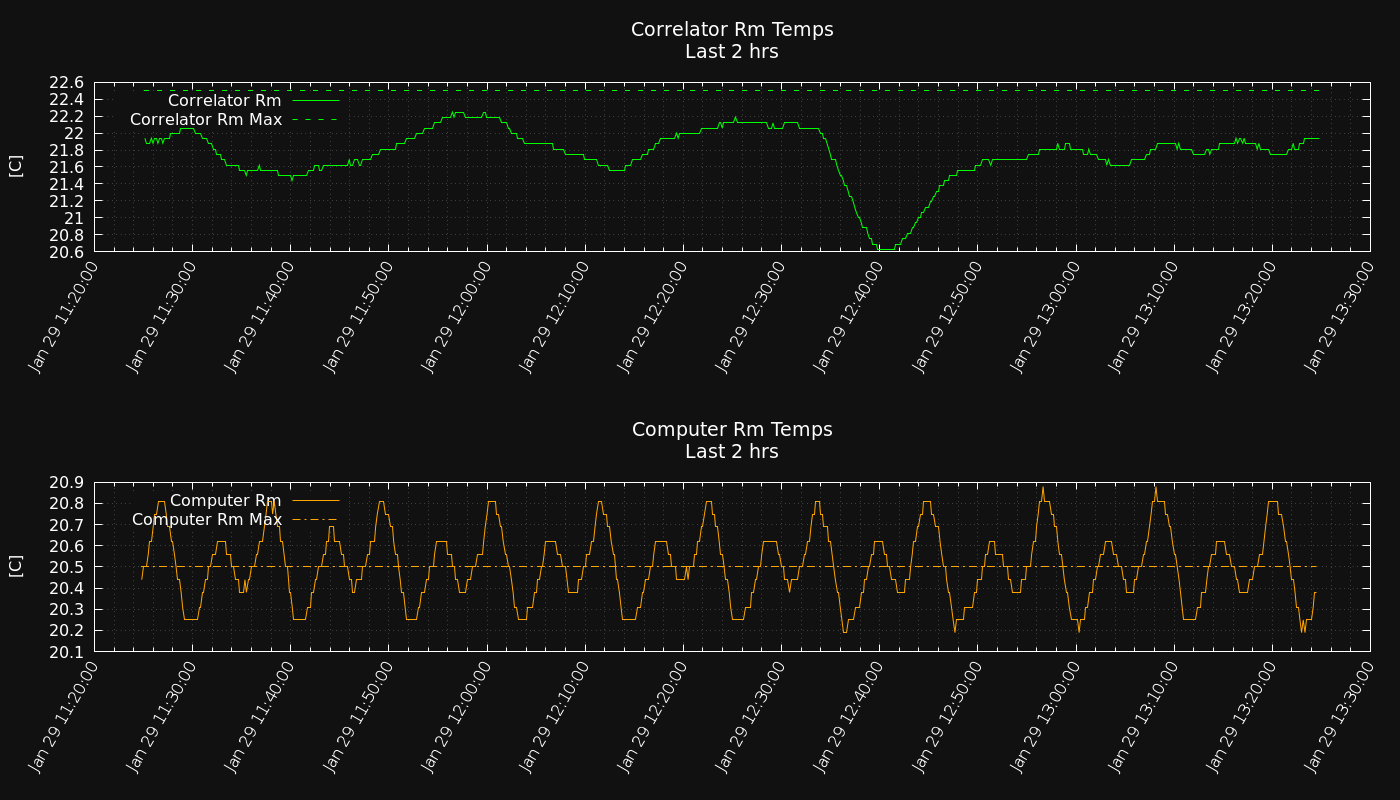 Correlator Rm Temps
Last 2 hrs
22.6
22.4
22.2
22
21.8
21.6
21.4
21.2
21
20.8
20.6
[C]
Correlator Rm
Correlator Rm Max
Jan 29 11:20:00
Jan 29 11:30:00
Jan 29 11:40:00
Jan 29 11:50:00
Jan 29 12:00:00
Jan 29 12:10:00
Jan 29 12:20:00
Jan 29 12:30:00
Jan 29 12:40:00
Jan 29 12:50:00
Jan 29 13:00:00
Jan 29 13:10:00
Jan 29 13:20:00
Jan 29 13:30:00
Computer Rm Temps
Last 2 hrs
20.9
20.8
20.7
20.6
20.5
20.4
20.3
20.2
20.1
[C]
Computer Rm
Computer Rm Max
Jan 29 11:20:00
Jan 29 11:30:00
Jan 29 11:40:00
Jan 29 11:50:00
Jan 29 12:00:00
Jan 29 12:10:00
Jan 29 12:20:00
Jan 29 12:30:00
Jan 29 12:40:00
Jan 29 12:50:00
Jan 29 13:00:00
Jan 29 13:10:00
Jan 29 13:20:00
Jan 29 13:30:00